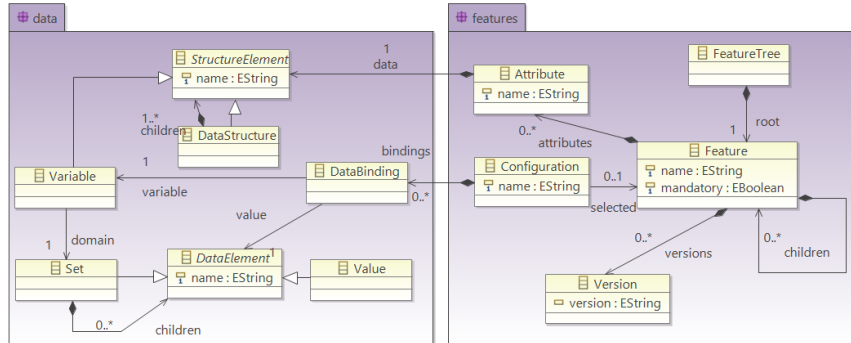 data
features
StructureElement
name : EString
1
data
Attribute
name : EString
FeatureTree
1..*
children
DataStructure
0..*
attributes
1
root
bindings
Variable
1
variable
DataBinding
0..*
Configuration
name : EString
0..1
selected
Feature
name : EString
mandatory : EBoolean
value
1
domain
0..*
versions
0..*
children
Set
DataElement
1
name : EString
Value
Version
version : EString
0..*
children